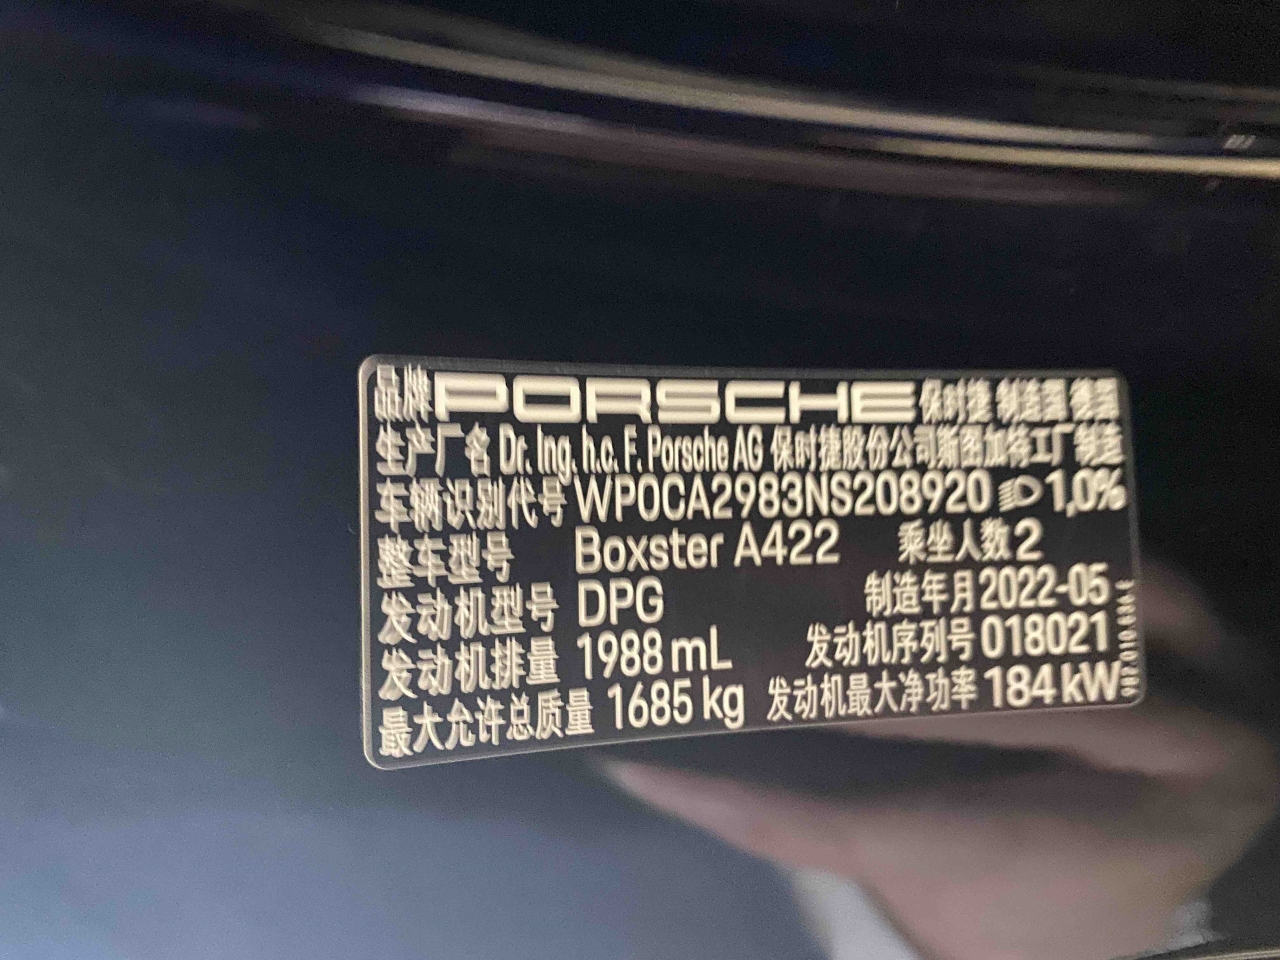 品牌 PORSCHE 保时捷 制造国 德国
生产厂名 Dr. Ing. h.c. F. Porsche AG 保时捷股份公司斯图加特工厂制造
车辆识别代号 WP0CA2983NS208920 1,0%
整车型号 Boxster A422 乘坐人数 2
发动机型号 DPG 制造年月 2022-05
发动机排量 1988 mL 发动机序列号 018021
最大允许总质量 1685 kg 发动机最大净功率 184 kW